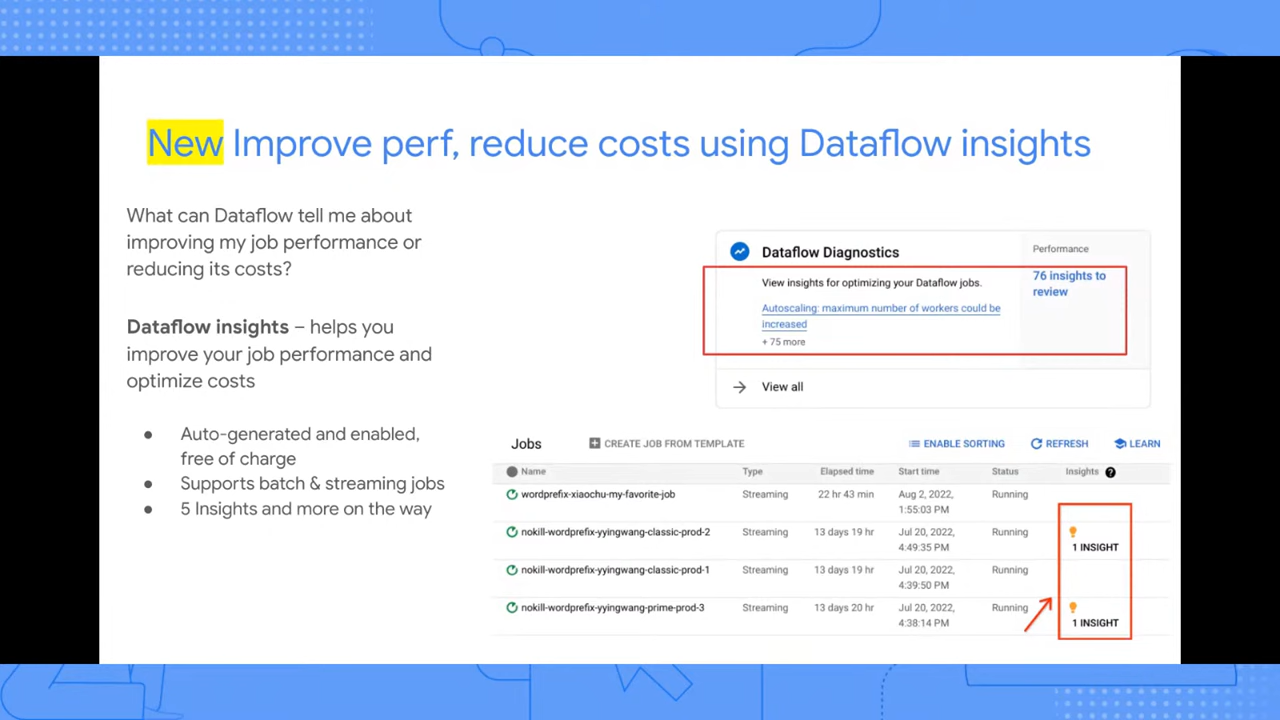 New Improve perf, reduce costs using Dataflow insights
What can Dataflow tell me about
improving my job performance or
reducing its costs?
Dataflow insights – helps you
improve your job performance and
optimize costs
● Auto-generated and enabled,
free of charge
● Supports batch & streaming jobs
● 5 Insights and more on the way
Dataflow Diagnostics
View insights for optimizing your Dataflow jobs.
Autoscaling: maximum number of workers could be
increased
+ 75 more
Performance
76 insights to
review
→ View all
Jobs
CREATE JOB FROM TEMPLATE
ENABLE SORTING
REFRESH
LEARN
Name Type Elapsed time Start time Status Insights ?
wordprefix-xiaochu-my-favorite-job Streaming 22 hr 43 min Aug 2, 2022, Running
1:55:03 PM
nokill-wordprefix-yyingwang-classic-prod-2 Streaming 13 days 19 hr Jul 20, 2022, Running
4:49:35 PM 1 INSIGHT
nokill-wordprefix-yyingwang-classic-prod-1 Streaming 13 days 19 hr Jul 20, 2022, Running
4:39:50 PM
nokill-wordprefix-yyingwang-prime-prod-3 Streaming 13 days 20 hr Jul 20, 2022, Running
4:38:14 PM 1 INSIGHT